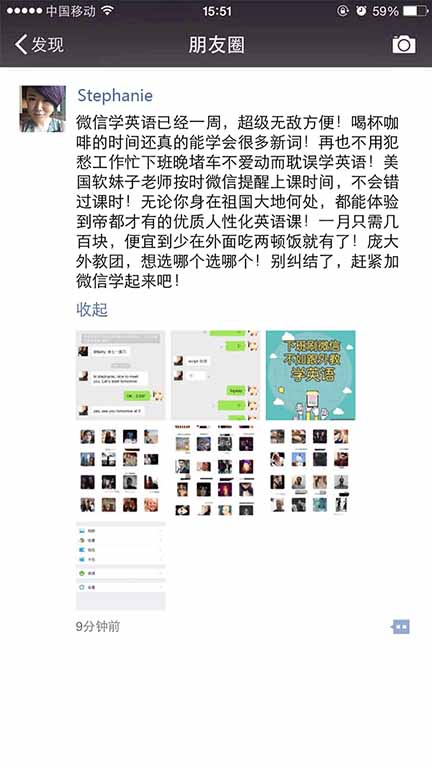 中国移动
15:51
59%
发现
朋友圈
Stephanie
微信学英语已经一周，超级无敌方便！喝杯咖
啡的时间还真的能学会很多新词！再也不用犯
愁工作忙下班晚堵车不爱动而耽误学英语！美
国软妹子老师按时微信提醒上课时间，不会错
过课时！无论你身在祖国大地何处，都能体验
到帝都才有的优质人性化英语课！一月只需几
百块，便宜到少在外面吃两顿饭就有了！庞大
外教团，想选哪个选哪个！别纠结了，赶紧加
微信学起来吧！
收起
下班刷微信
不如跟外教
学英语
9分钟前